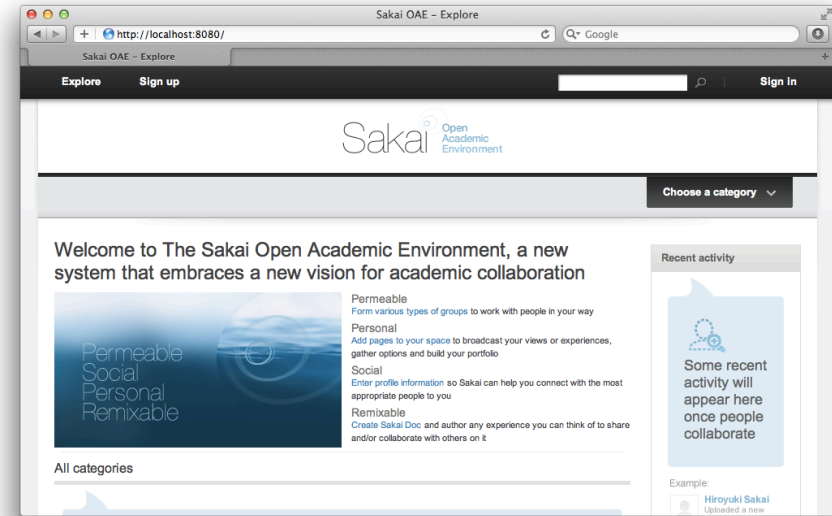 Sakai OAE – Explore
+ http://localhost:8080/
Google
Sakai OAE – Explore
+
Explore Sign up Sign in
Sakai Open
Academic
Environment
Choose a category
Welcome to The Sakai Open Academic Environment, a new
system that embraces a new vision for academic collaboration
Permeable
Social
Personal
Remixable
Permeable
Form various types of groups to work with people in your way
Personal
Add pages to your space to broadcast your views or experiences,
gather options and build your portfolio
Social
Enter profile information so Sakai can help you connect with the most
appropriate people to you
Remixable
Create Sakai Doc and author any experience you can think of to share
and/or collaborate with others on it
All categories
Recent activity
Some recent
activity will
appear here
once people
collaborate
Example:
Hiroyuki Sakai
Uploaded a new